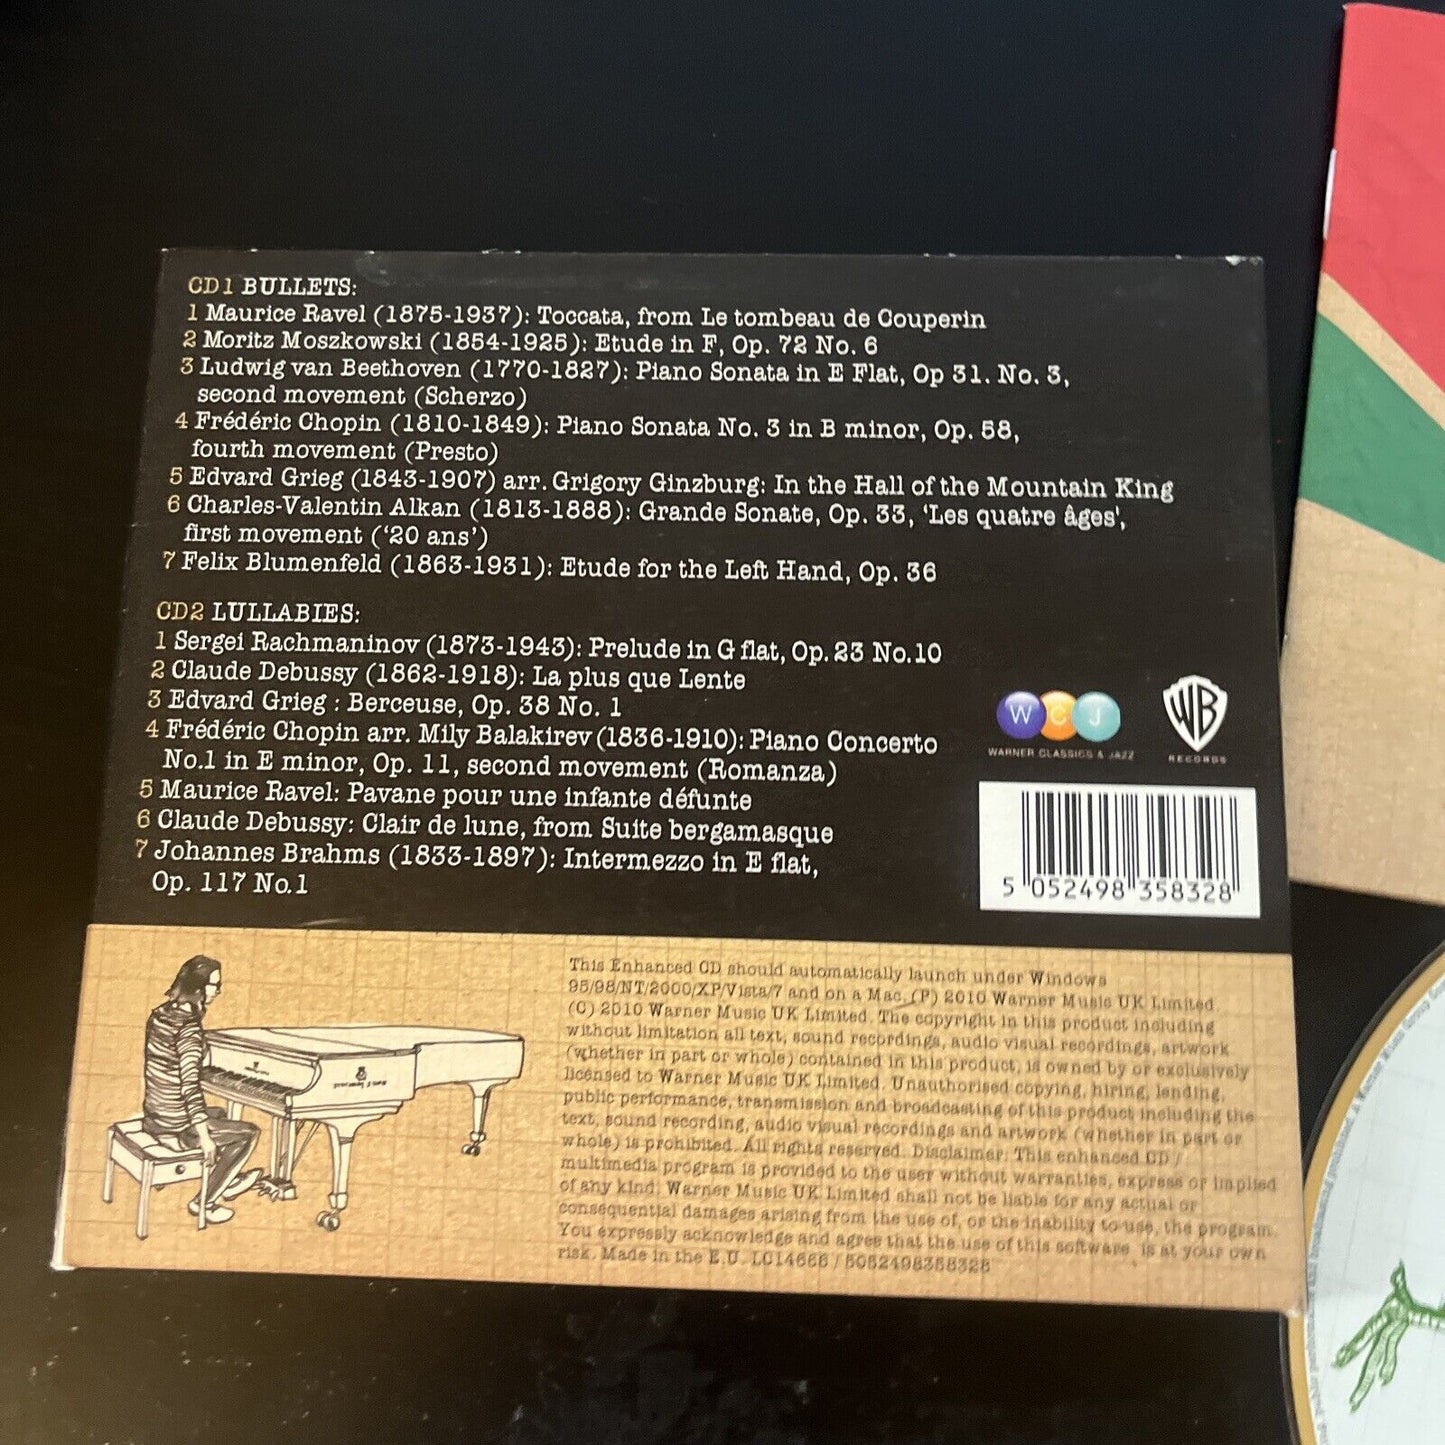 CD1 BULLETS:
1 Maurice Ravel (1875-1937): Toccata, from Le tombeau de Couperin
2 Moritz Moszkowski (1854-1925): Etude in F, Op. 72 No. 6
3 Ludwig van Beethoven (1770-1827): Piano Sonata in E Flat, Op 31. No. 3,
second movement (Scherzo)
4 Frédéric Chopin (1810-1849): Piano Sonata No. 3 in B minor, Op. 58,
fourth movement (Presto)
5 Edvard Grieg (1843-1907) arr. Grigory Ginzburg: In the Hall of the Mountain King
6 Charles-Valentin Alkan (1813-1888): Grande Sonate, Op. 33, 'Les quatre âges',
first movement ('20 ans')
7 Felix Blumenfeld (1863-1931): Etude for the Left Hand, Op. 36
CD2 LULLABIES:
1 Sergei Rachmaninov (1873-1943): Prelude in G flat, Op. 23 No.10
2 Claude Debussy (1862-1918): La plus que Lente
3 Edvard Grieg : Berceuse, Op. 38 No. 1
4 Frédéric Chopin arr. Mily Balakirev (1836-1910): Piano Concerto
No.1 in E minor, Op. 11, second movement (Romanza)
5 Maurice Ravel: Pavane pour une infante défunte
6 Claude Debussy: Clair de lune, from Suite bergamasque
7 Johannes Brahms (1833-1897): Intermezzo in E flat,
Op. 117 No.1
WCJ
WARNER CLASSICS & JAZZ
WB
RECORDS
5 052498 358328
This Enhanced CD should automatically launch under Windows
95/98/NT/2000/XP/Vista/7 and on a Mac. (P) 2010 Warner Music UK Limited.
(C) 2010 Warner Music UK Limited. The copyright in this product including
without limitation all text, sound recordings, audio visual recordings, artwork
(whether in part or whole) contained in this product, is owned by or exclusively
licensed to Warner Music UK Limited. Unauthorised copying, hiring, lending,
public performance, transmission and broadcasting of this product including the
text, sound recording, audio visual recordings and artwork (whether in part or
whole) is prohibited. All rights reserved. Disclaimer: This enhanced CD /
multimedia program is provided to the user without warranties, express or implied
of any kind. Warner Music UK Limited shall not be liable for any actual or
consequential damages arising from the use of, or the inability to use, the program.
You expressly acknowledge and agree that the use of this software is at your own
risk. Made in the E.U. LC14666 / 5052498358328